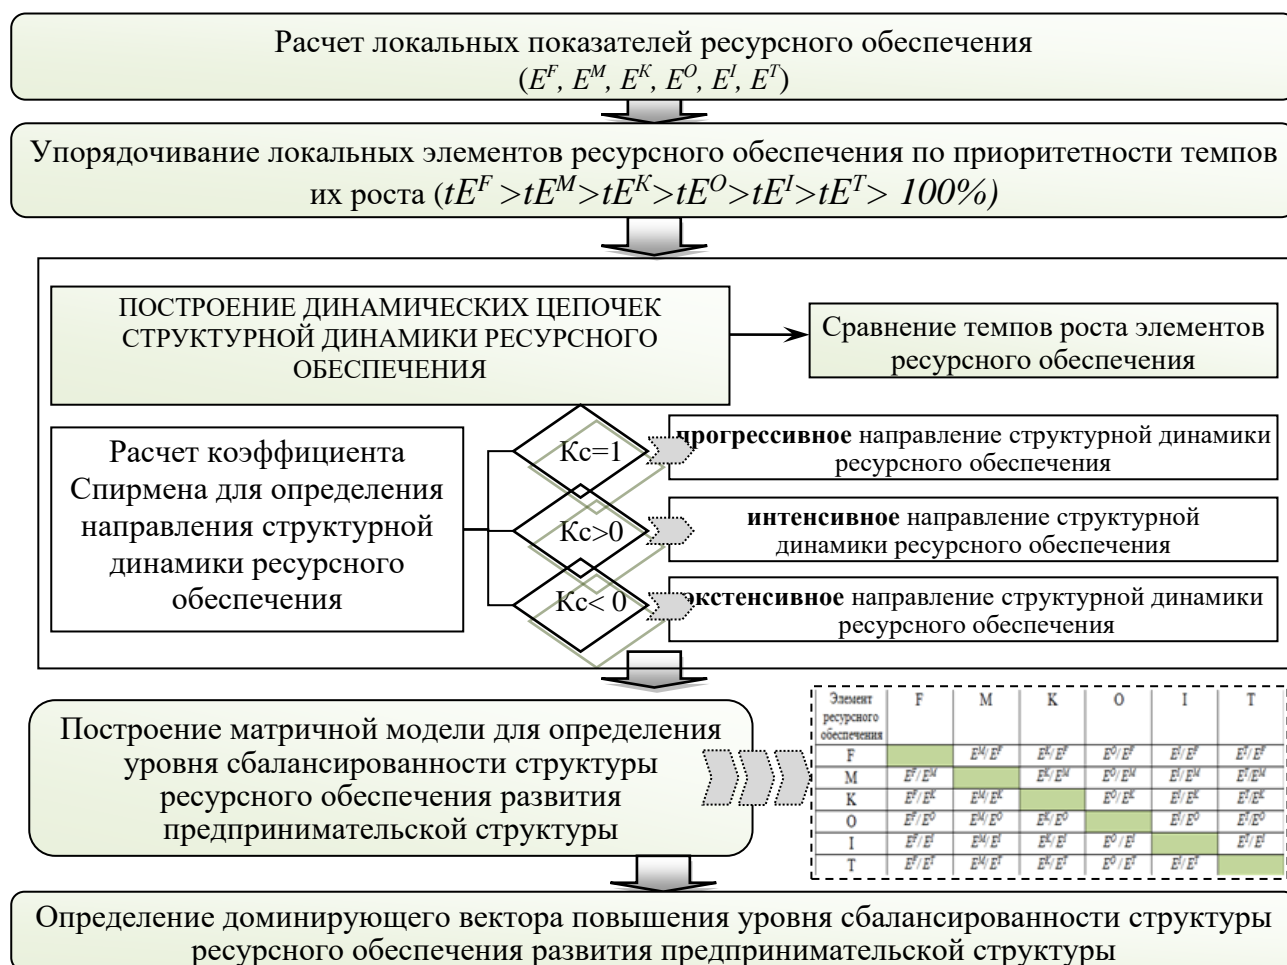 Расчет локальных показателей ресурсного обеспечения
(E^F, E^M, E^K, E^O, E^I, E^T)
Упорядочивание локальных элементов ресурсного обеспечения по приоритетности темпов
их роста (tE^F >tE^M>tE^K>tE^O>tE^I>tE^T> 100%)
ПОСТРОЕНИЕ ДИНАМИЧЕСКИХ ЦЕПОЧЕК
СТРУКТУРНОЙ ДИНАМИКИ РЕСУРСНОГО
ОБЕСПЕЧЕНИЯ
Сравнение темпов роста элементов
ресурсного обеспечения
Расчет коэффициента
Спирмена для определения
направления структурной
динамики ресурсного
обеспечения
Кс=1
прогрессивное направление структурной динамики
ресурсного обеспечения
Кс>0
интенсивное направление структурной
динамики ресурсного обеспечения
Кс< 0
экстенсивное направление структурной динамики
ресурсного обеспечения
Построение матричной модели для определения
уровня сбалансированности структуры
ресурсного обеспечения развития
предпринимательской структуры
Элемент
ресурсного
обеспечения
F M K O I T
F E^M/E^F E^K/E^F E^O/E^F E^I/E^F E^T/E^F
M E^F/E^M E^K/E^M E^O/E^M E^I/E^M E^T/E^M
K E^F/E^K E^M/E^K E^O/E^K E^I/E^K E^T/E^K
O E^F/E^O E^M/E^O E^K/E^O E^I/E^O E^T/E^O
I E^F/E^I E^M/E^I E^K/E^I E^O/E^I E^T/E^I
T E^F/E^T E^M/E^T E^K/E^T E^O/E^T E^I/E^T
Определение доминирующего вектора повышения уровня сбалансированности структуры
ресурсного обеспечения развития предпринимательской структуры